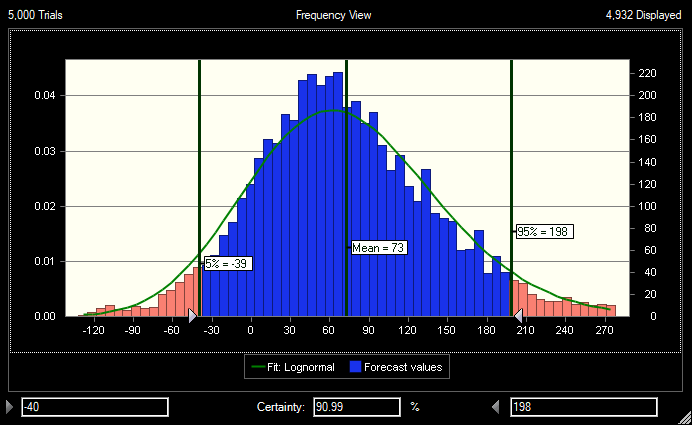 5,000 Trials Frequency View 4,932 Displayed
220
0.04 200
180
160
0.03 140
120
0.02 100
80
95% = 198
Mean = 73
60
5% = -39
0.01 40
20
0.00 0
-120 -90 -60 -30 0 30 60 90 120 150 180 210 240 270
Fit: Lognormal Forecast values
-40 Certainty: 90.99 % 198